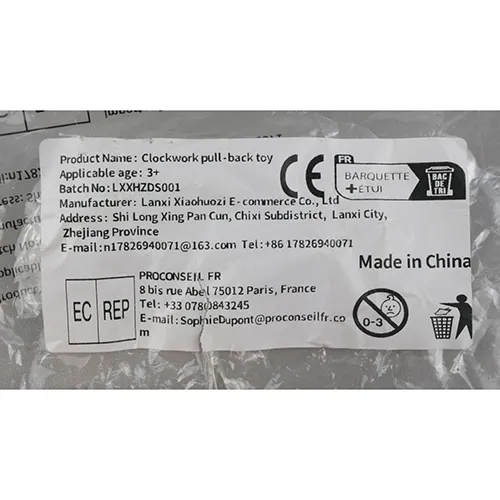 Product Name: Clockwork pull-back toy
Applicable age: 3+
Batch No:LXXHZDS001
Manufacturer: Lanxi Xiaohuozi E-commerce Co., Ltd
Address: Shi Long Xing Pan Cun, Chixi Subdistrict, Lanxi City,
Zhejiang Province
E-mail:n17826940071@163.com Tel:+86 17826940071
CE
FR
BARQUETTE
+ÉTUI
BAC
DE
TRI
Made in China
EC REP
PROCONSEIL FR
8 bis rue Abel 75012 Paris, France
Tel: +33 0780843245
E-mail:SophieDupont@proconseilfr.co
m
0-3